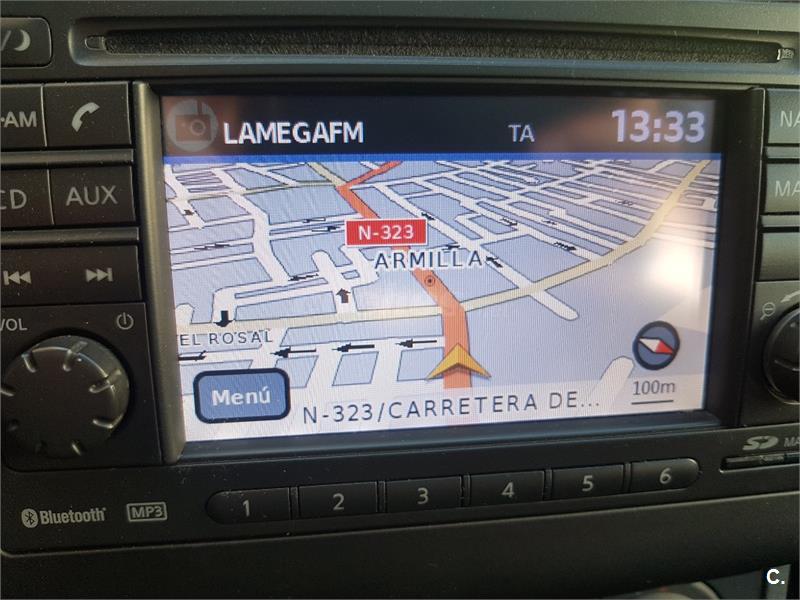 LAMEGAFM TA 13:33
AM
CD AUX
VOL
N-323
ARMILLA
EL ROSAL
Menú
100m
N-323/CARRETERA DE...
1 2 3 4 5 6
Bluetooth MP3
C.